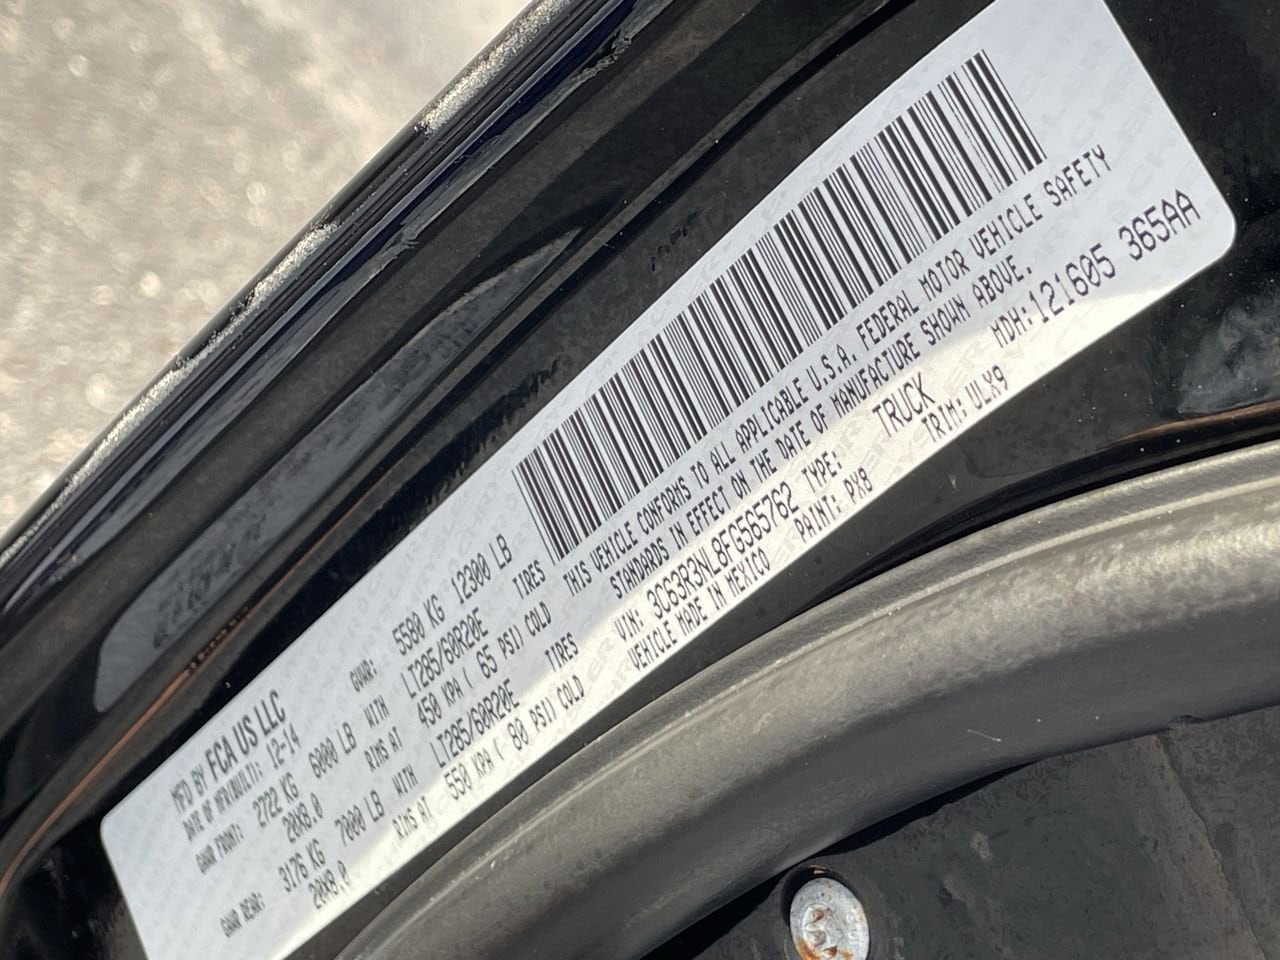 MFD BY FCA US LLC
DATE OF MFR(BUILT): 12-14 GVWR: 5580 KG 12300 LB
GAWR FRONT: 2722 KG 6000 LB WITH LT285/60R20E TIRES
20X8.0 RIMS AT 450 KPA ( 65 PSI) COLD
GAWR REAR: 3176 KG 7000 LB WITH LT285/60R20E TIRES
20X8.0 RIMS AT 550 KPA ( 80 PSI) COLD
THIS VEHICLE CONFORMS TO ALL APPLICABLE U.S.A. FEDERAL MOTOR VEHICLE SAFETY
STANDARDS IN EFFECT ON THE DATE OF MANUFACTURE SHOWN ABOVE.
VIN: 3C63R3NL8FG565762 TYPE: TRUCK MDH: 121605 365AA
VEHICLE MADE IN MEXICO PAINT: PX8 TRIM: ULX9